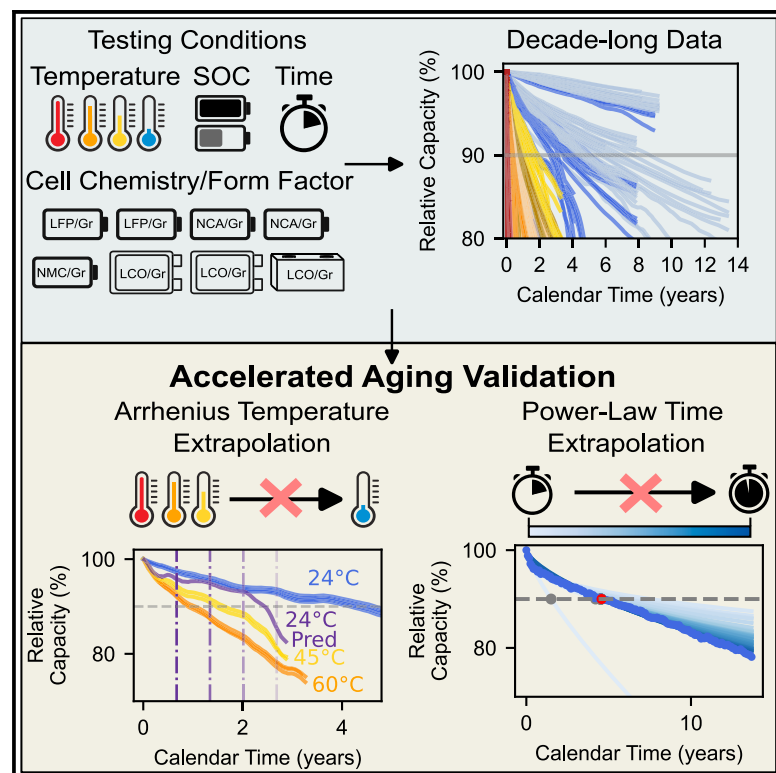 Testing Conditions
Temperature SOC Time
Cell Chemistry/Form Factor
LFP/Gr LFP/Gr NCA/Gr NCA/Gr
NMC/Gr LCO/Gr LCO/Gr LCO/Gr
Decade-long Data
Relative Capacity (%)
100
90
80
0 2 4 6 8 10 12 14
Calendar Time (years)
Accelerated Aging Validation
Arrhenius Temperature
Extrapolation
Relative
Capacity (%)
100
80
24°C
24°C
Pred
45°C
60°C
0 2 4
Calendar Time (years)
Power-Law Time
Extrapolation
Relative
Capacity (%)
100
80
0 10
Calendar Time (years)